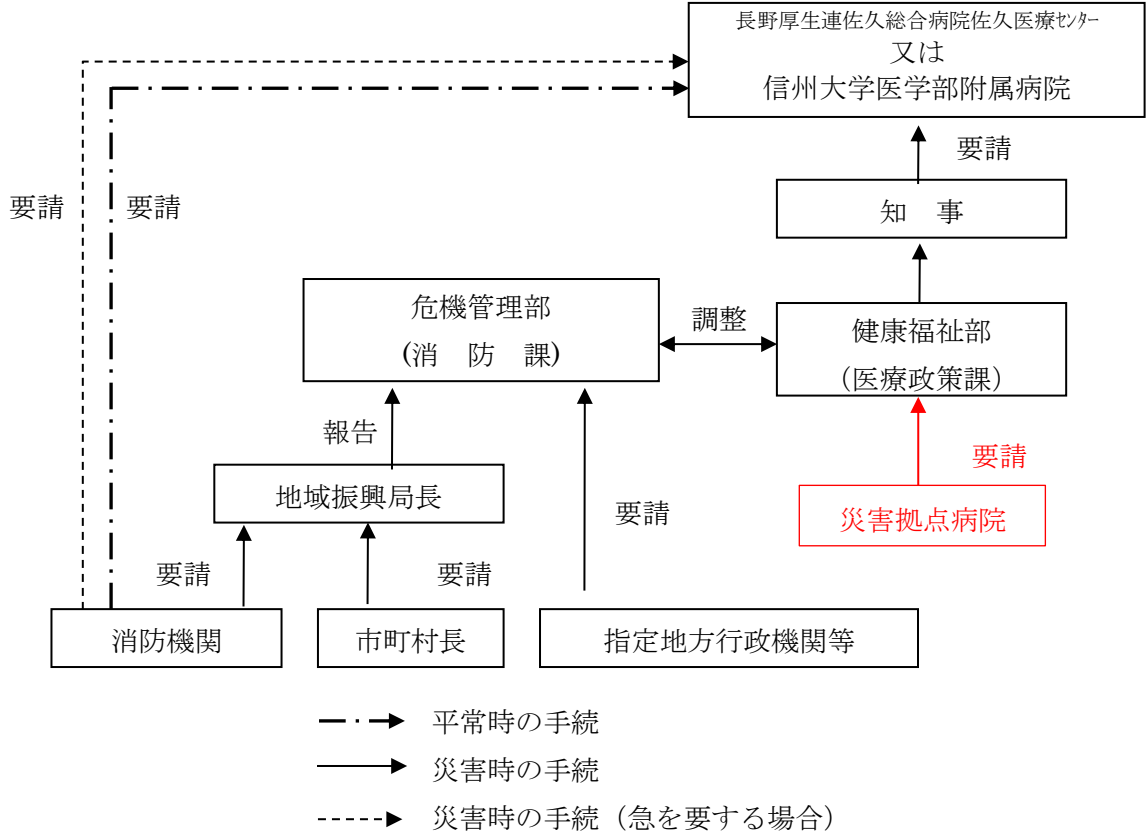 長野厚生連佐久総合病院佐久医療ｾﾝﾀｰ
又は
信州大学医学部附属病院
要請
知　事
要請
要請
危機管理部
(消　防　課)
調整
健康福祉部
（医療政策課）
報告
要請
地域振興局長
災害拠点病院
要請
要請
要請
消防機関
市町村長
指定地方行政機関等
平常時の手続
災害時の手続
災害時の手続（急を要する場合）